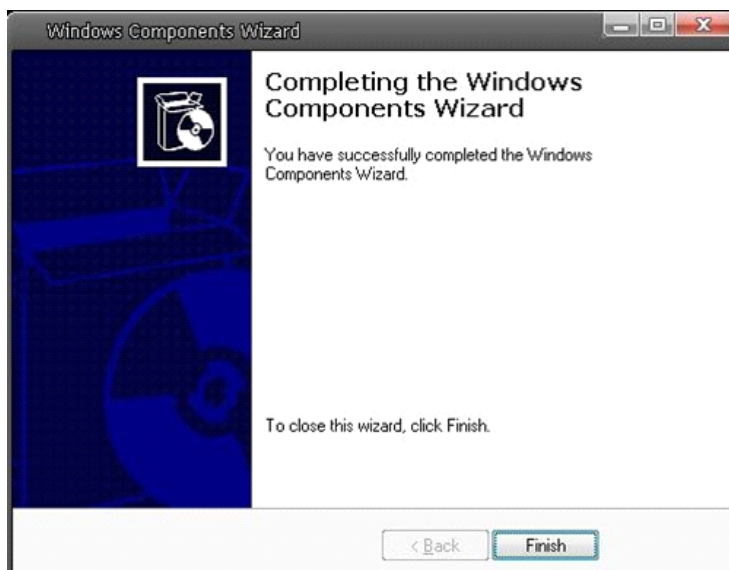 Windows Components Wizard
Completing the Windows
Components Wizard
You have successfully completed the Windows
Components Wizard.
To close this wizard, click Finish.
< Back
Finish